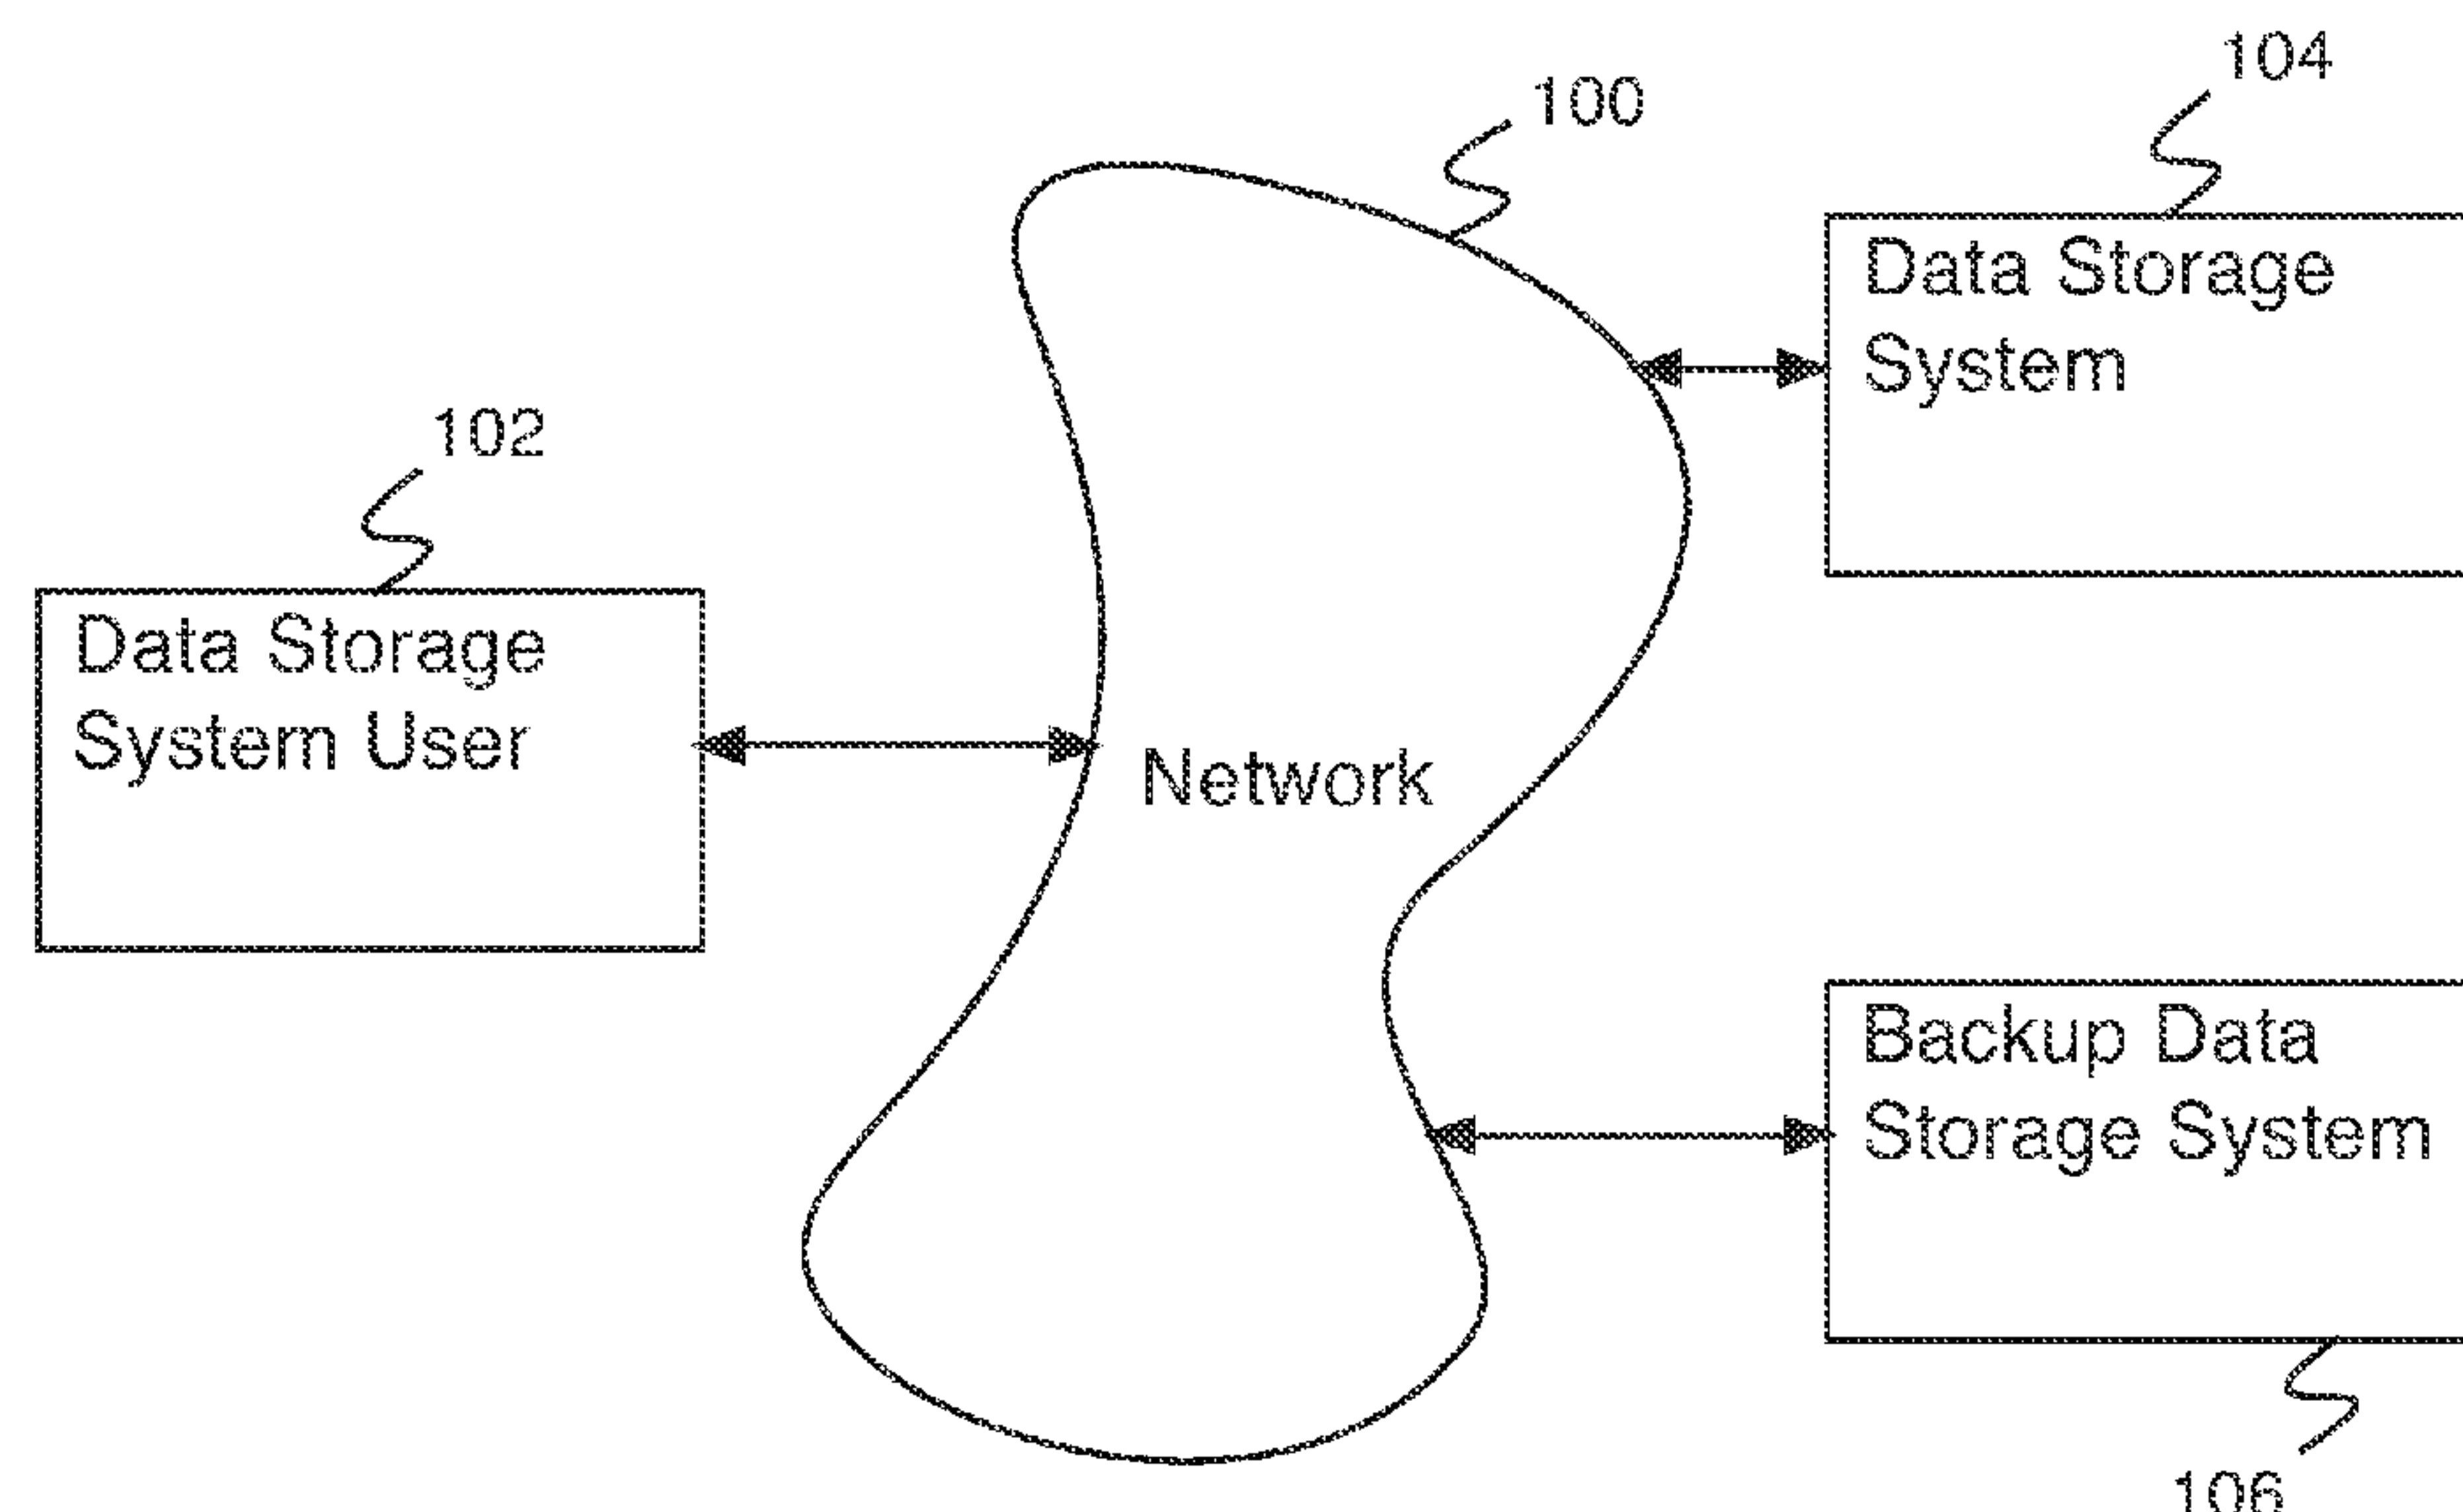 104
100
Data Storage
System
102
Data Storage
System User
Network
Backup Data
Storage System
106